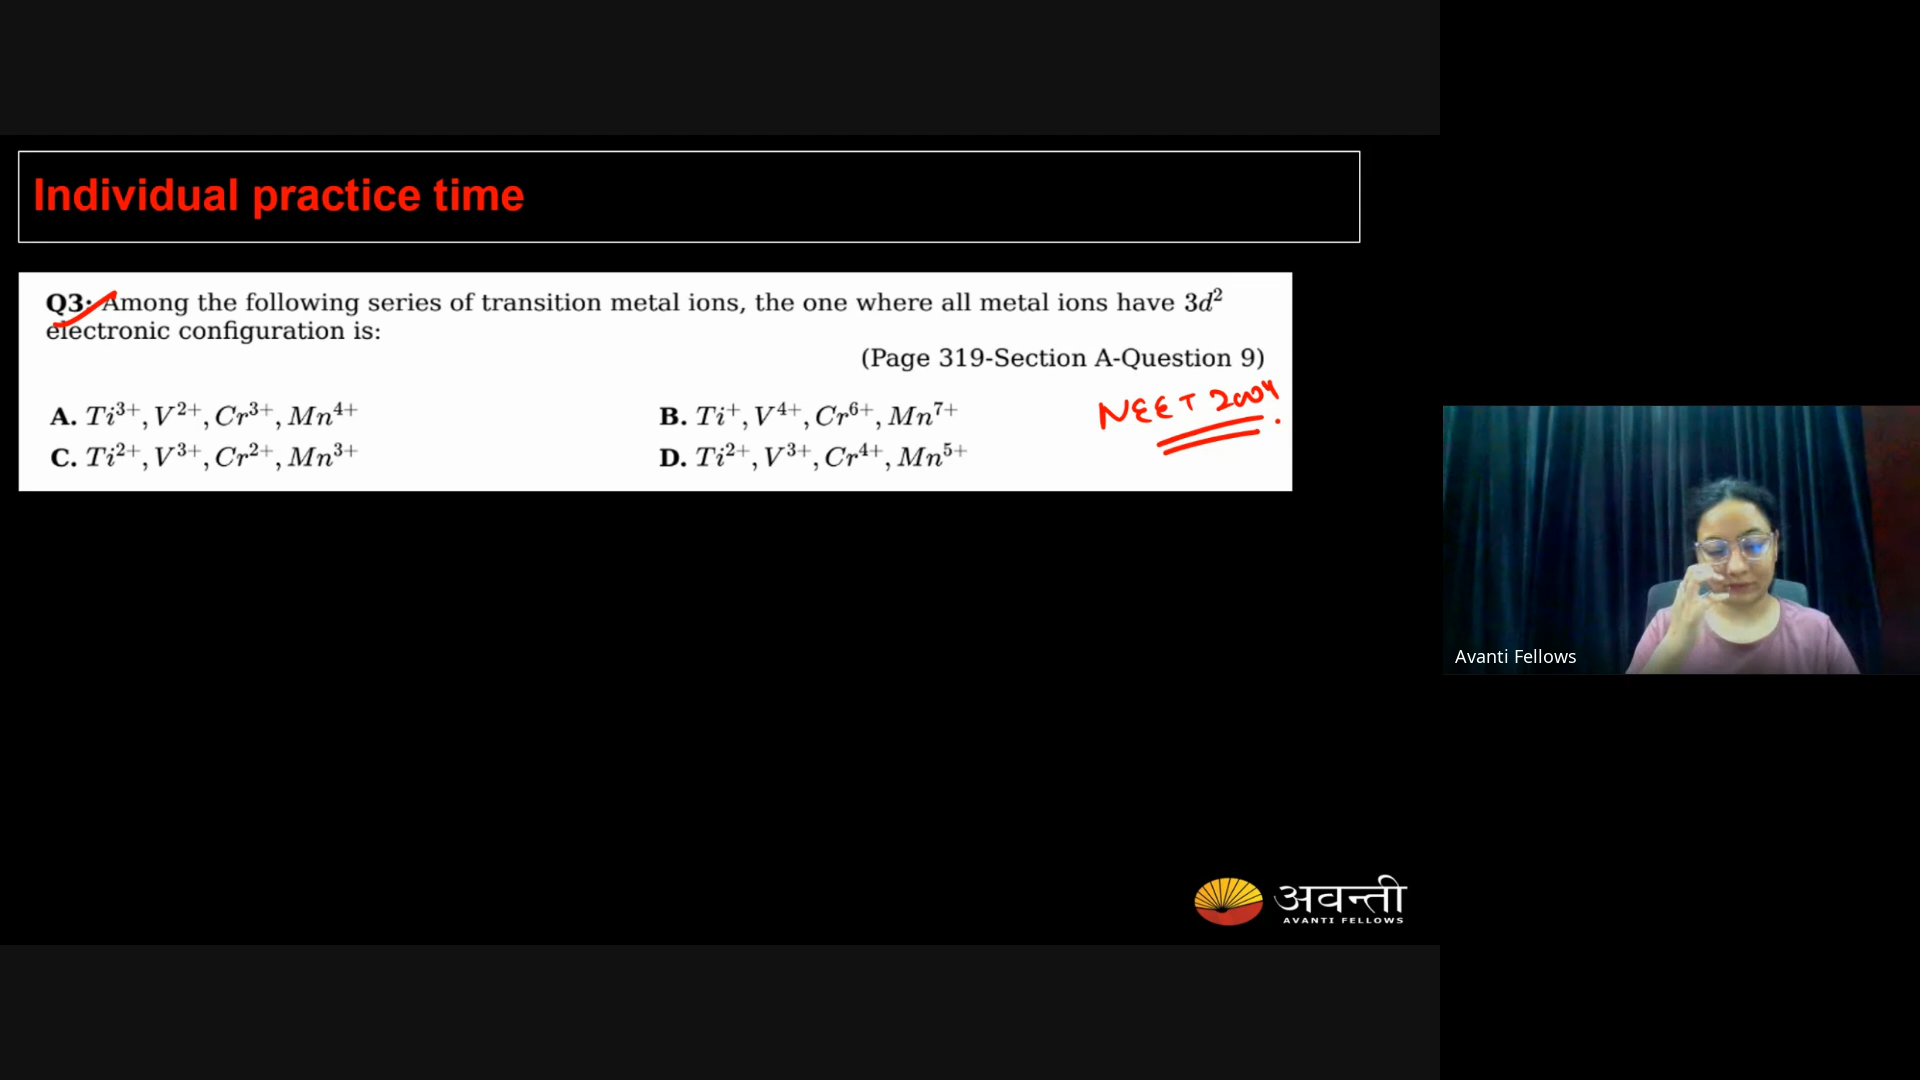 Individual practice time
Q3: Among the following series of transition metal ions, the one where all metal ions have 3d²
electronic configuration is:
(Page 319-Section A-Question 9)
A. Ti³⁺, V²⁺, Cr³⁺, Mn⁴⁺
B. Ti⁺, V⁴⁺, Cr⁶⁺, Mn⁷⁺
NEET 2004
C. Ti²⁺, V³⁺, Cr²⁺, Mn³⁺
D. Ti²⁺, V³⁺, Cr⁴⁺, Mn⁵⁺
Avanti Fellows
अवन्ती
AVANTI FELLOWS